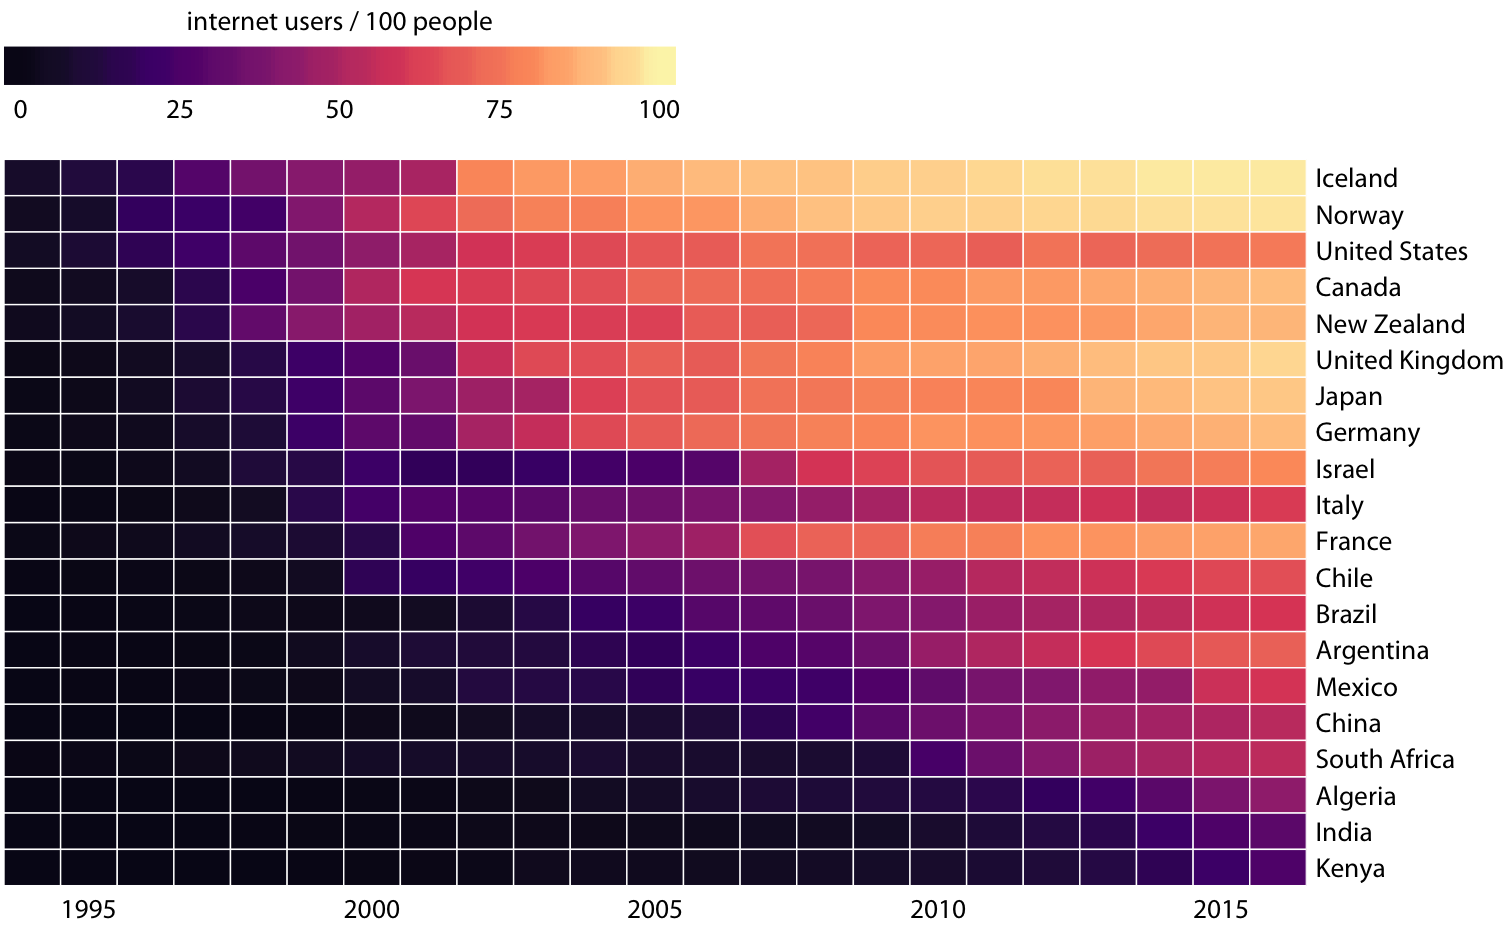 internet users / 100 people
0 25 50 75 100
Iceland
Norway
United States
Canada
New Zealand
United Kingdom
Japan
Germany
Israel
Italy
France
Chile
Brazil
Argentina
Mexico
China
South Africa
Algeria
India
Kenya
1995 2000 2005 2010 2015